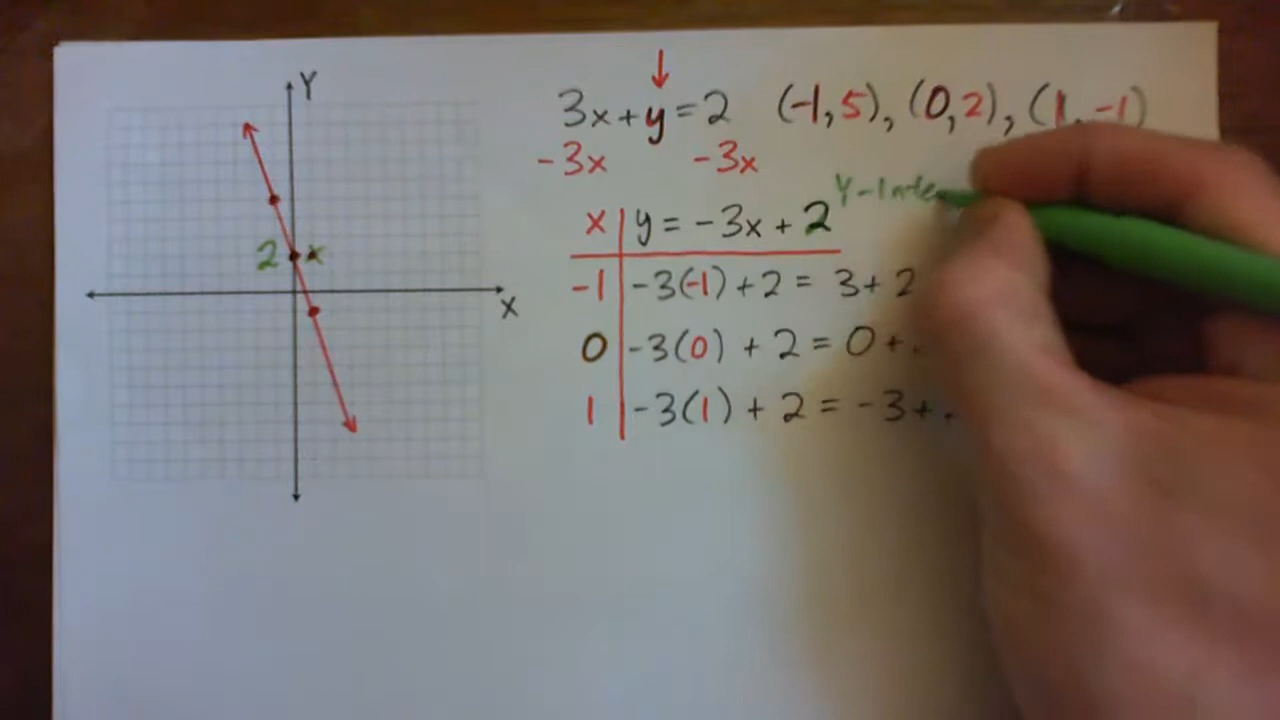 Y
3x+y=2 (-1,5), (0,2), (1,-1)
-3x -3x
x y = -3x + 2
2 x
-1 -3(-1) + 2 = 3 + 2
X
0 -3(0) + 2 = 0 +
1 -3(1) + 2 = -3 +